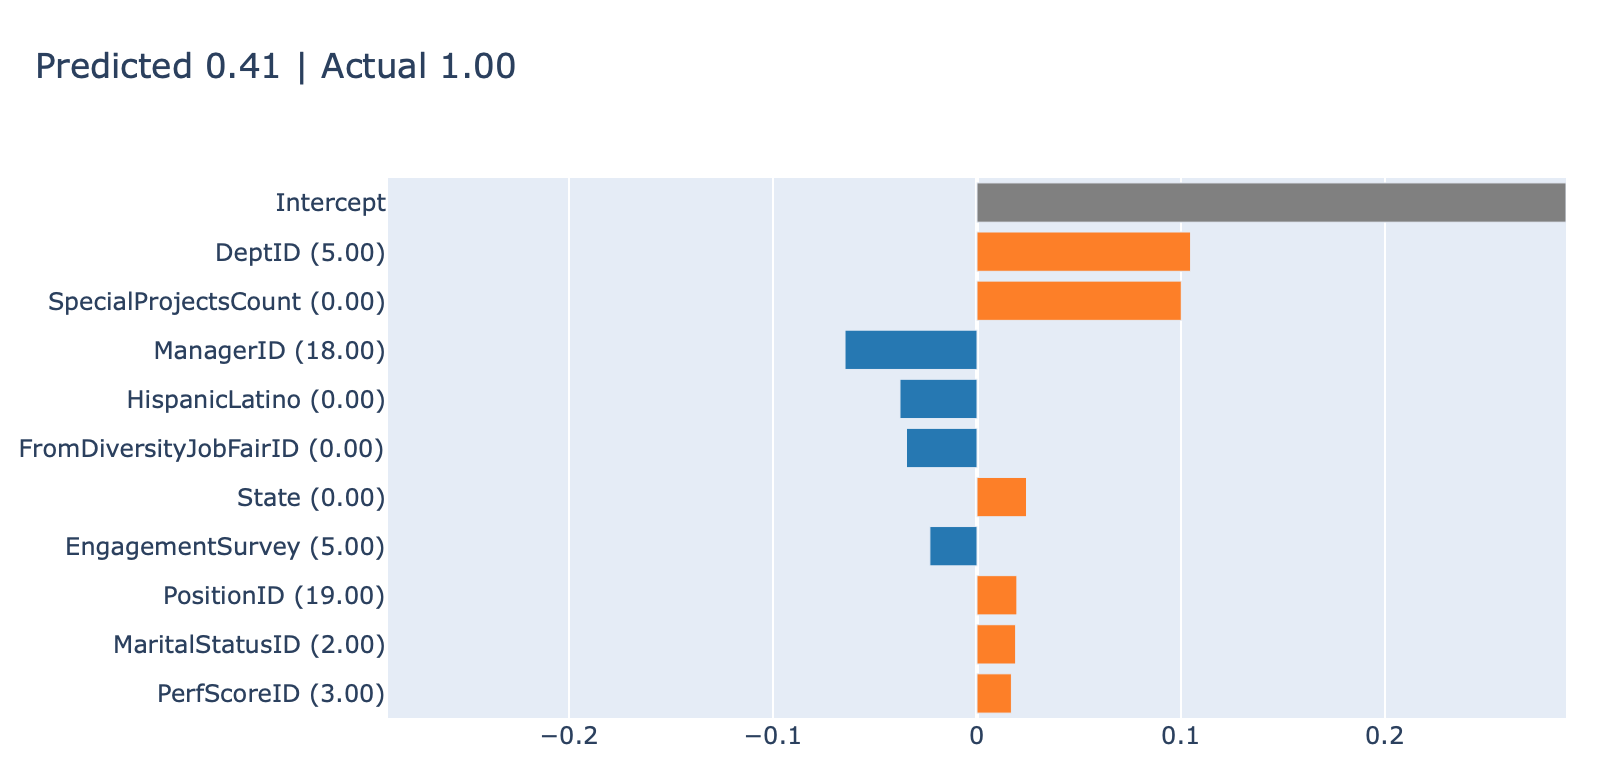 Predicted 0.41 | Actual 1.00
Intercept
DeptID (5.00)
SpecialProjectsCount (0.00)
ManagerID (18.00)
HispanicLatino (0.00)
FromDiversityJobFairID (0.00)
State (0.00)
EngagementSurvey (5.00)
PositionID (19.00)
MaritalStatusID (2.00)
PerfScoreID (3.00)
−0.2 −0.1 0 0.1 0.2